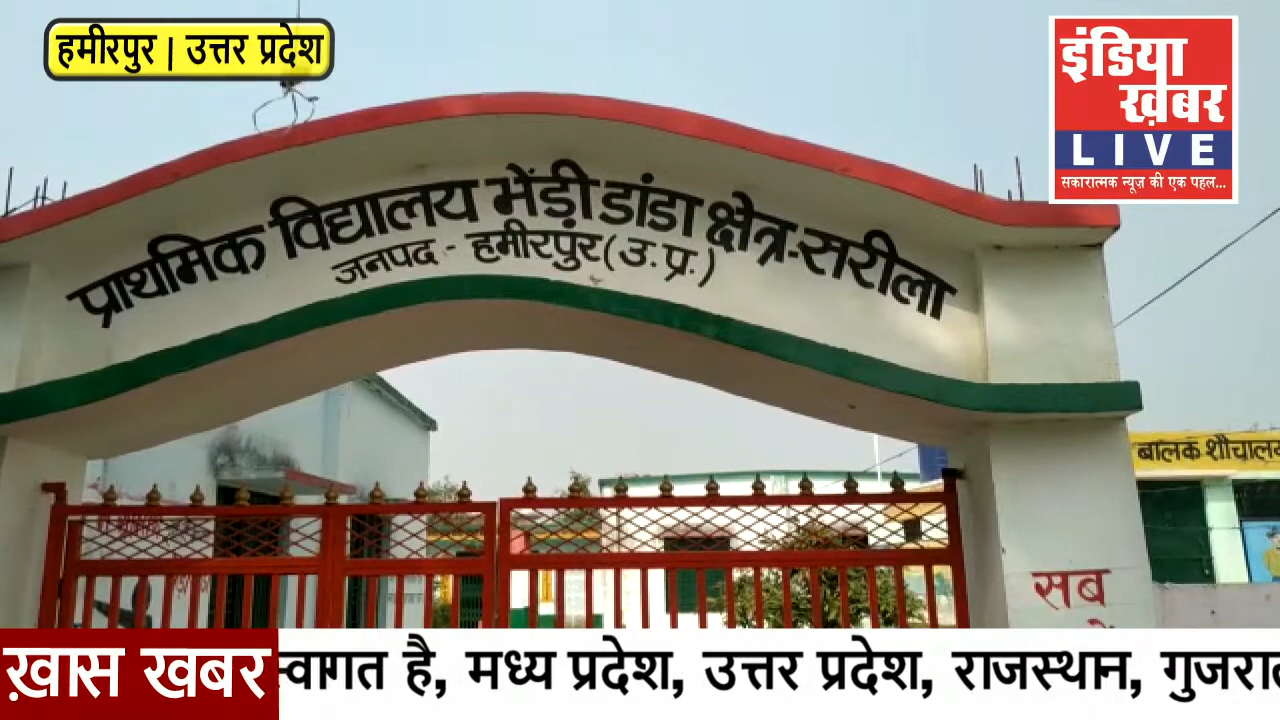 हमीरपुर | उत्तर प्रदेश
इंडिया
ख़बर
LIVE
सकारात्मक न्यूज़ की एक पहल...
प्राथमिक विद्यालय भेंड़ी डांडा क्षेत्र-सरीला
जनपद - हमीरपुर (उ. प्र.)
बालक शौचालय
सब
ख़ास खबर
स्वागत है, मध्य प्रदेश, उत्तर प्रदेश, राजस्थान, गुजरात